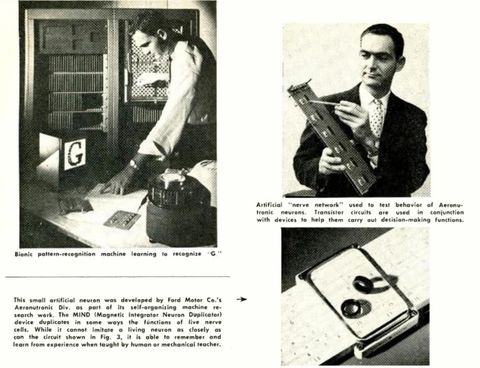 G
Bionic pattern-recognition machine learning to recognize "G"
Artificial "nerve network" used to test behavior of Aeronu-
tronic neurons. Transistor circuits are used in conjunction
with devices to help them carry out decision-making functions.
This small artificial neuron was developed by Ford Motor Co.'s
Aeronutronic Div. as part of its self-organizing machine re-
search work. The MIND (Magnetic Integrator Neuron Duplicator)
device duplicates in some ways the functions of live nerve
cells. While it cannot imitate a living neuron as closely as
can the circuit shown in Fig. 3, it is able to remember and
learn from experience when taught by human or mechanical teacher.